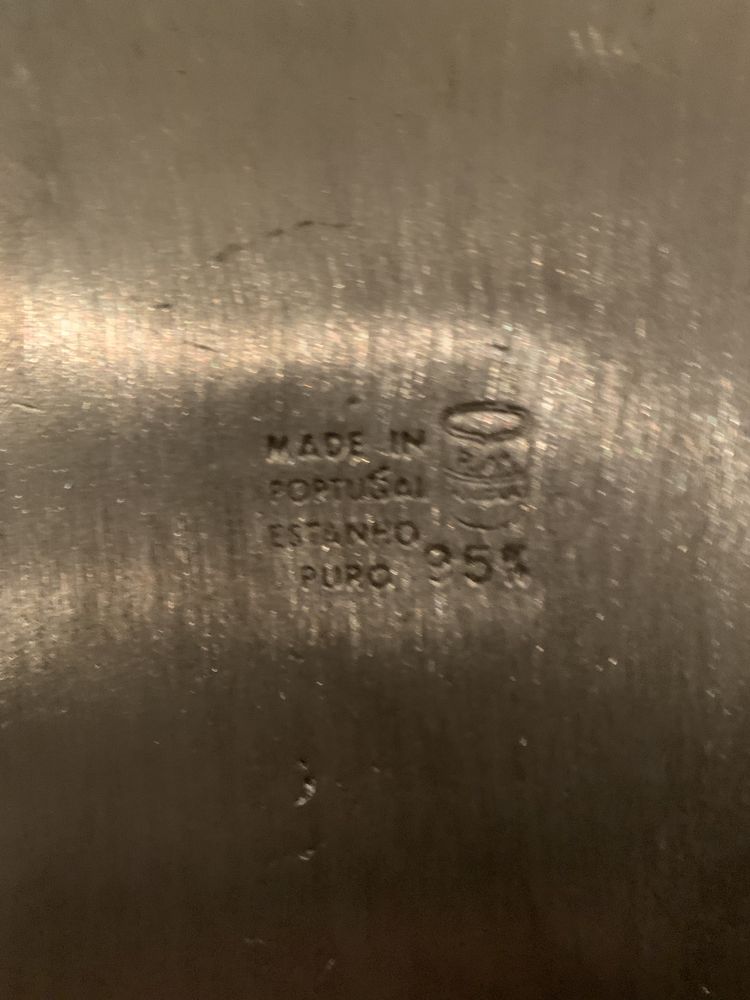 MADE IN
PORTUGAL
ESTANHO
PURO 95%